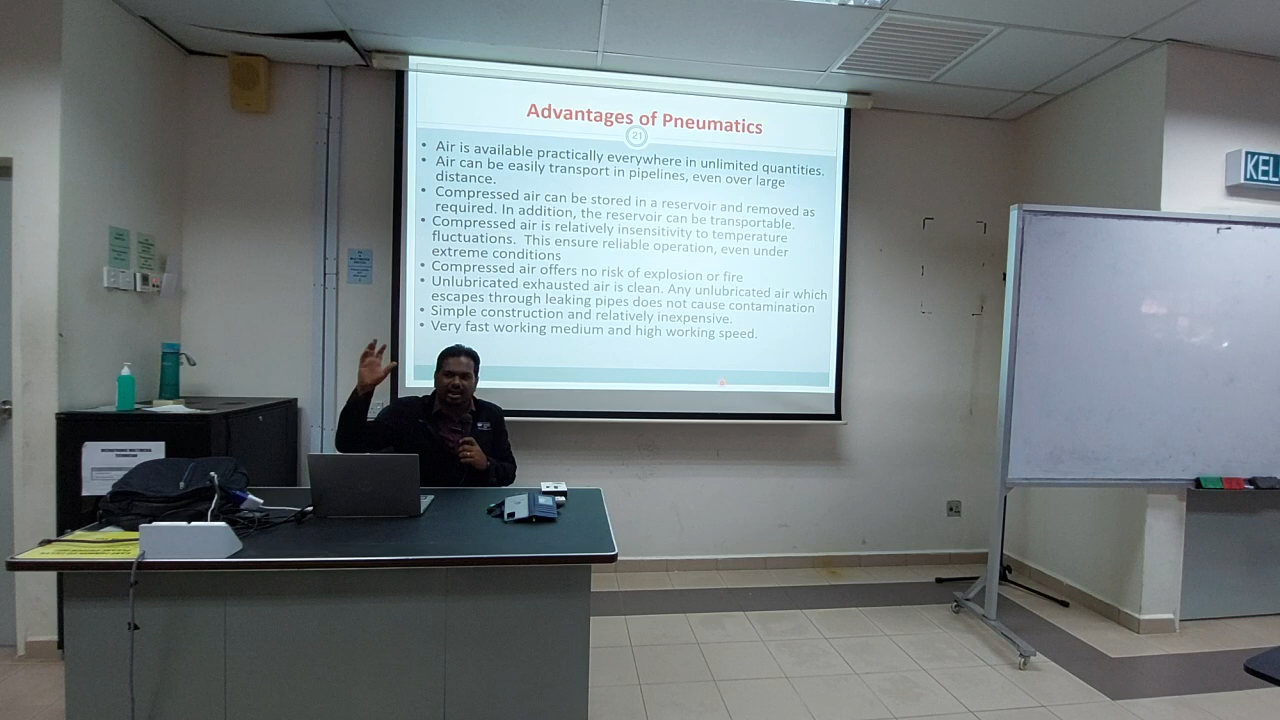 Advantages of Pneumatics
21
• Air is available practically everywhere in unlimited quantities.
• Air can be easily transport in pipelines, even over large
distance.
• Compressed air can be stored in a reservoir and removed as
required. In addition, the reservoir can be transportable.
• Compressed air is relatively insensitivity to temperature
fluctuations. This ensure reliable operation, even under
extreme conditions
• Compressed air offers no risk of explosion or fire
• Unlubricated exhausted air is clean. Any unlubricated air which
escapes through leaking pipes does not cause contamination
• Simple construction and relatively inexpensive.
• Very fast working medium and high working speed.
KEL